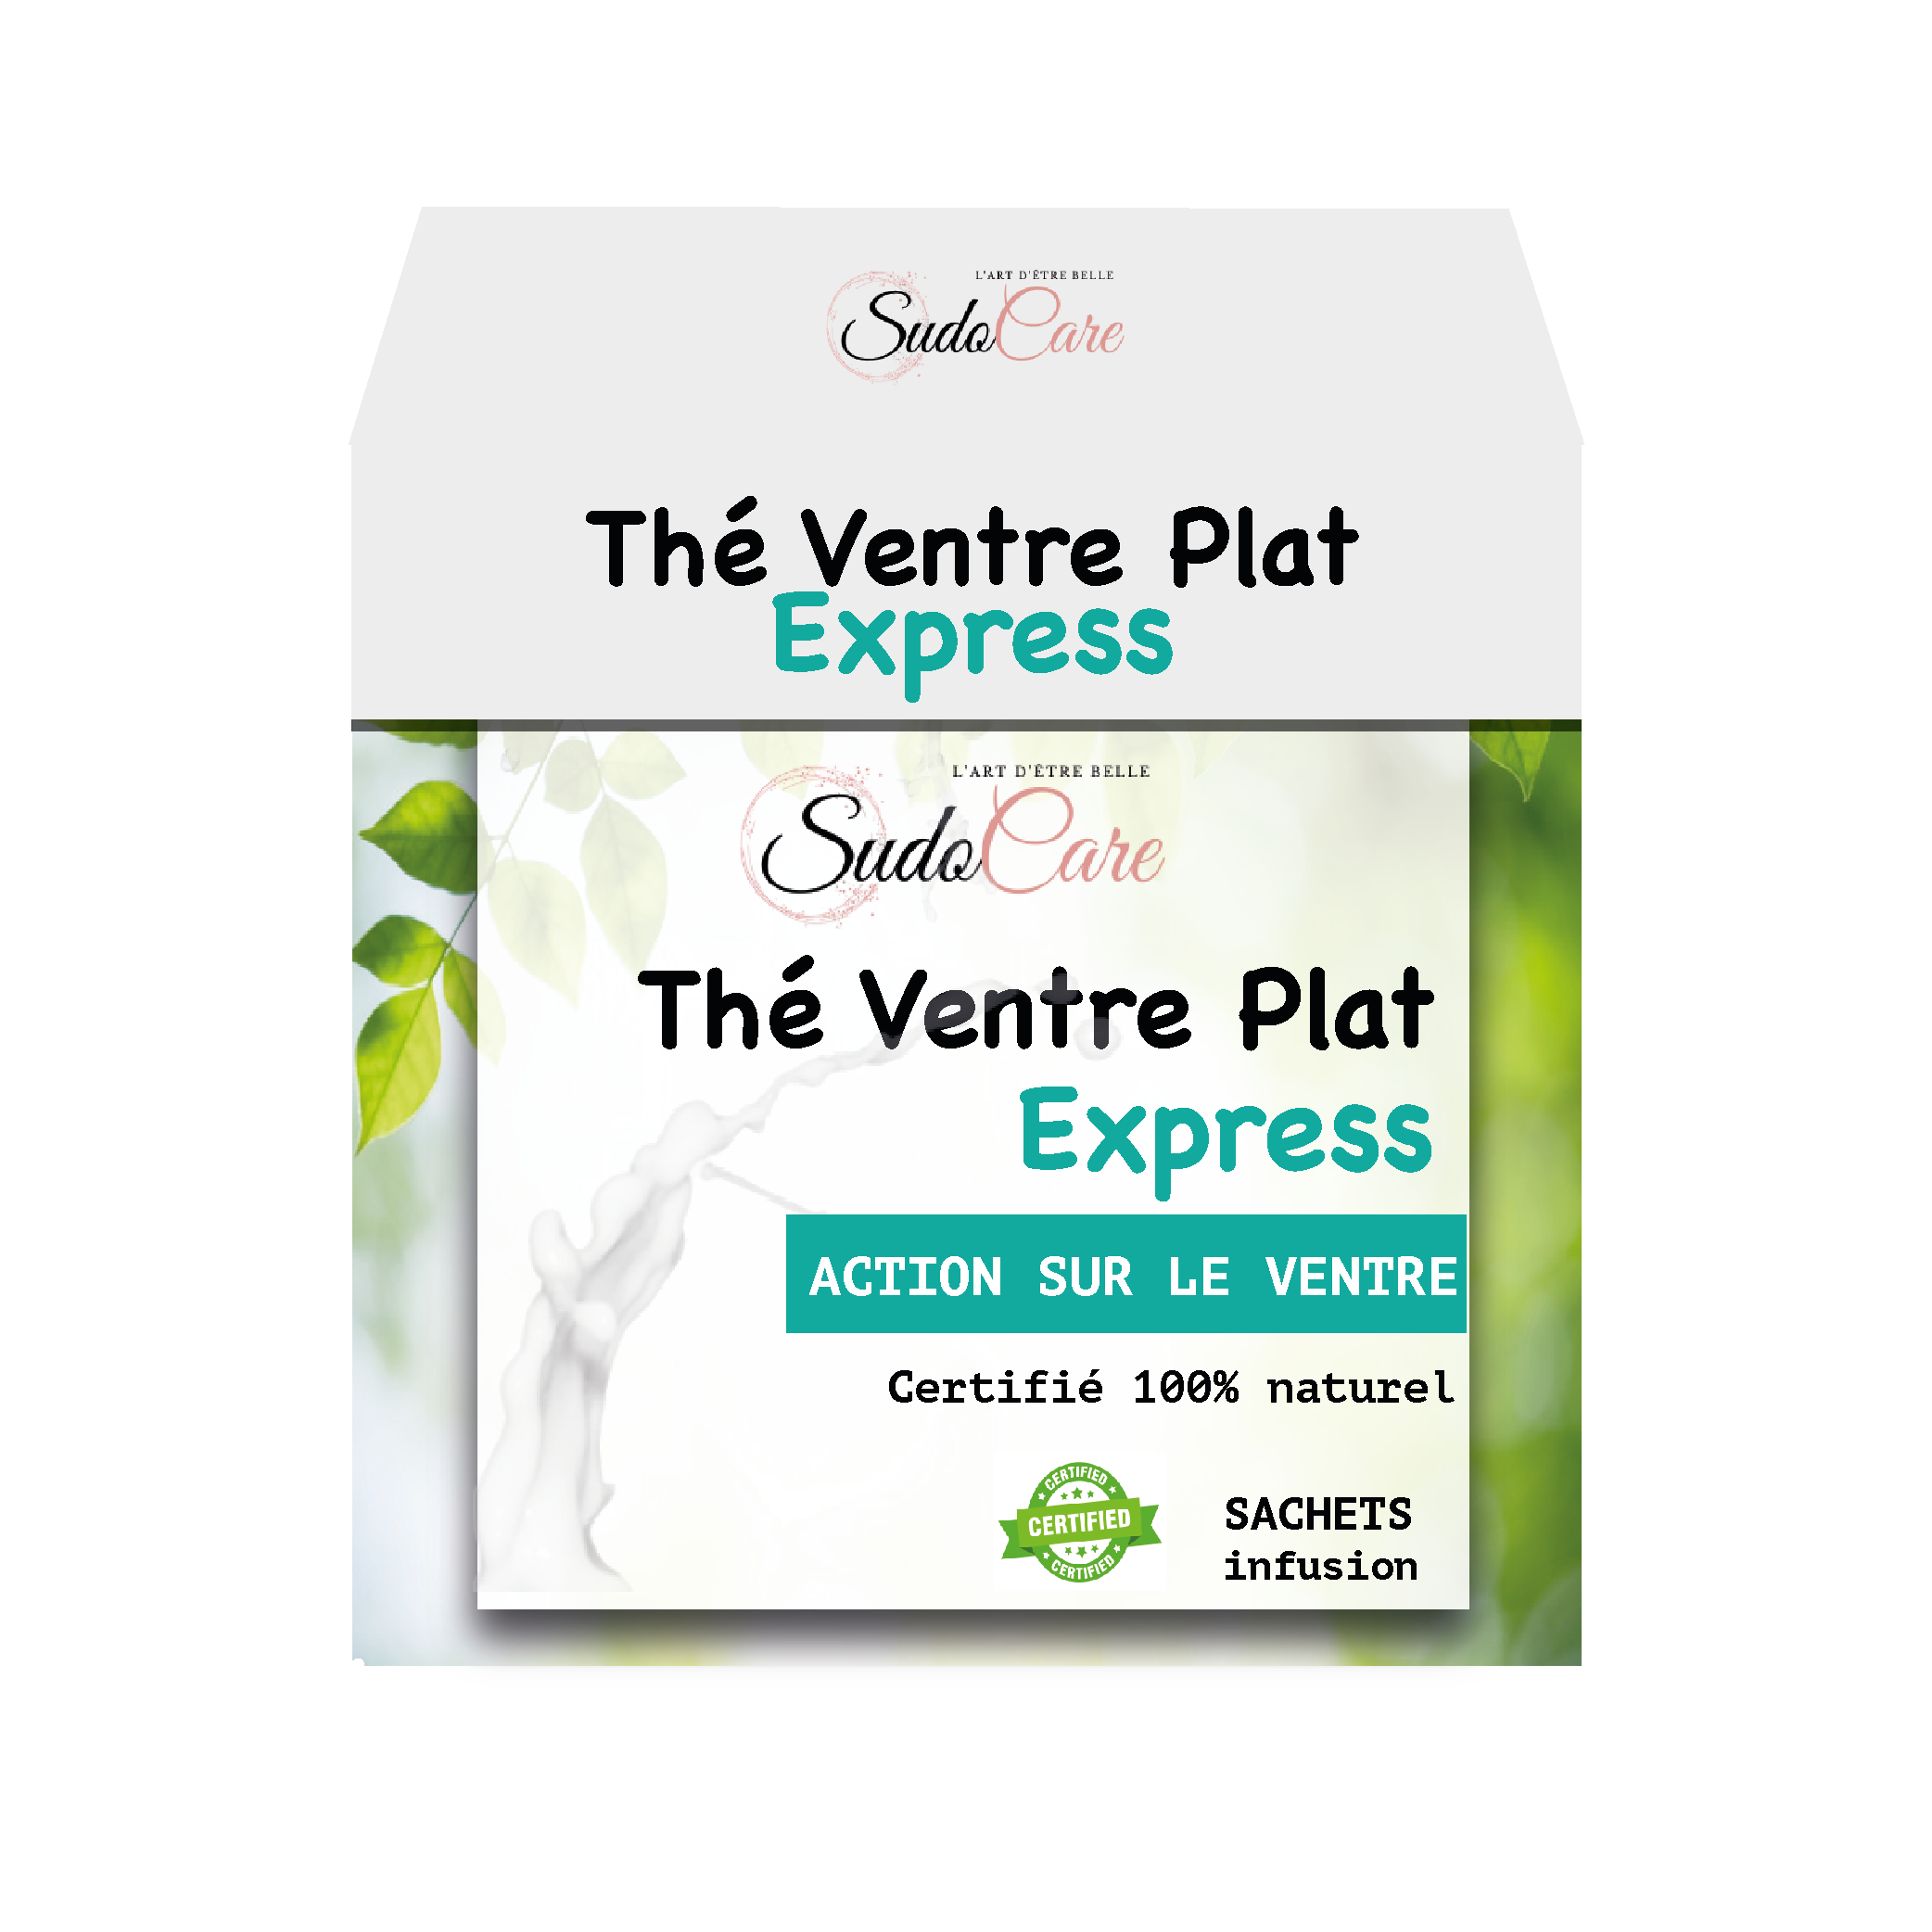 L'ART D'ÊTRE BELLE
SudoCare
Thé Ventre Plat
Express
L'ART D'ÊTRE BELLE
SudoCare
Thé Ventre Plat
Express
ACTION SUR LE VENTRE
Certifié 100% naturel
CERTIFIED
CERTIFIED
CERTIFIED
SACHETS
infusion